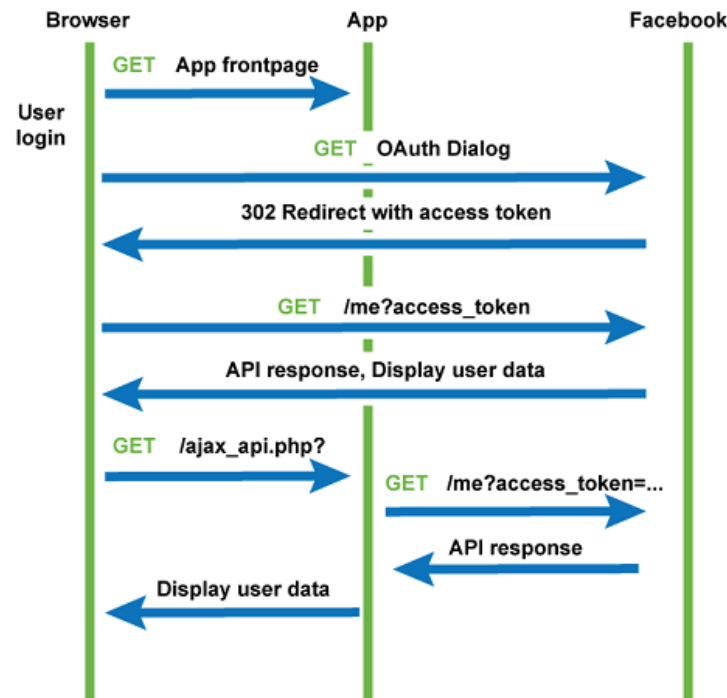 Browser
App
Facebook
GET App frontpage
User
login
GET OAuth Dialog
302 Redirect with access token
GET /me?access_token
API response, Display user data
GET /ajax_api.php?
GET /me?access_token=...
API response
Display user data